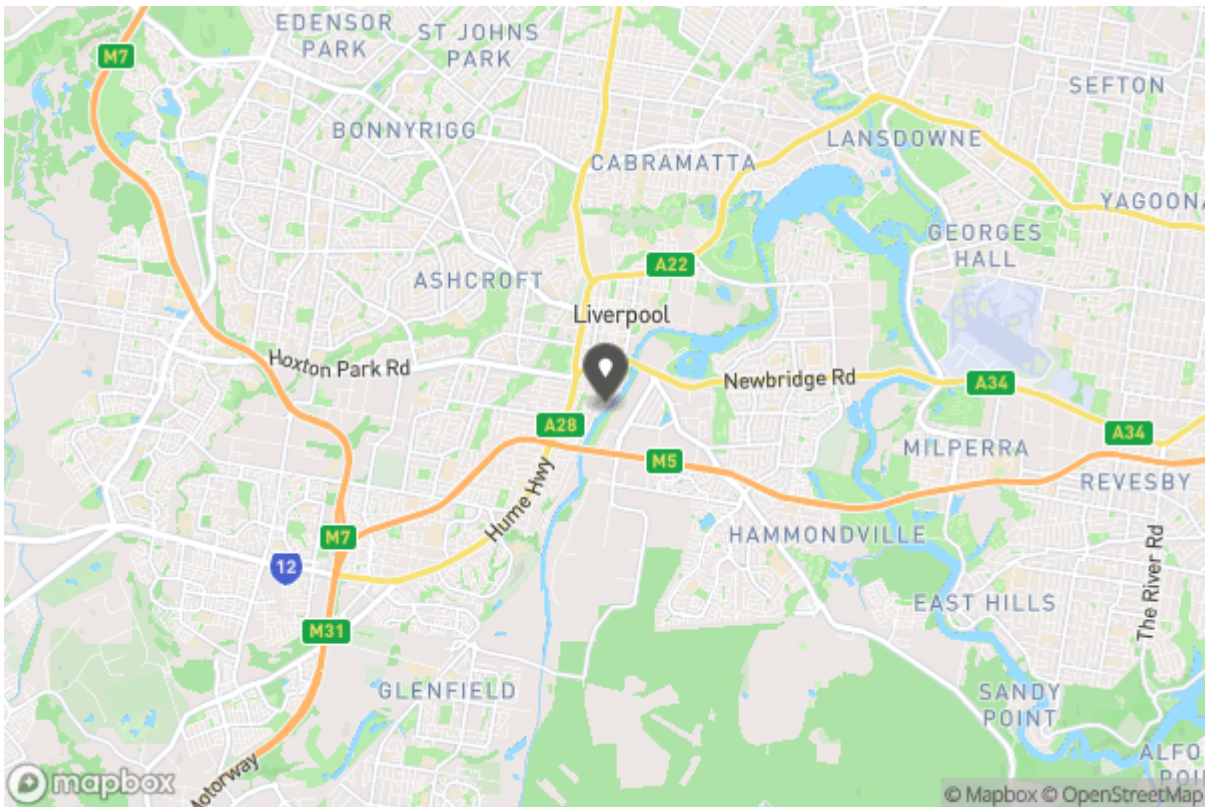 EDENSOR
PARK
ST JOHNS
PARK
M7
SEFTON
BONNYRIGG
LANSDOWNE
CABRAMATTA
YAGOONA
GEORGES
HALL
A22
ASHCROFT
Liverpool
Hoxton Park Rd
Newbridge Rd
A34
A28
A34
M5
MILPERRA
REVESBY
Hume Hwy
M7
HAMMONDVILLE
12
The River Rd
EAST HILLS
M31
GLENFIELD
SANDY
POINT
ALFO
POI
Motorway
mapbox
© Mapbox © OpenStreetMap